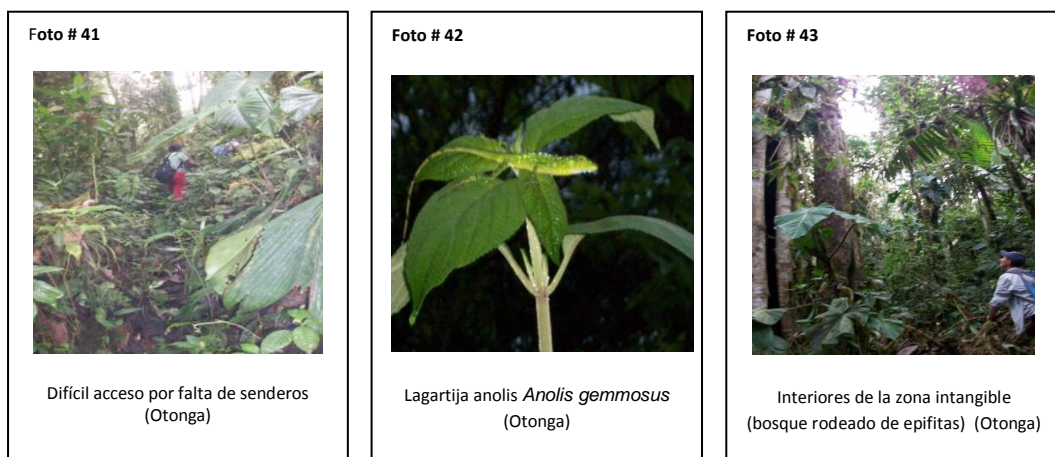 Foto # 41
Difícil acceso por falta de senderos
(Otonga)
Foto # 42
Lagartija anolis Anolis gemmosus
(Otonga)
Foto # 43
Interiores de la zona intangible
(bosque rodeado de epifitas) (Otonga)